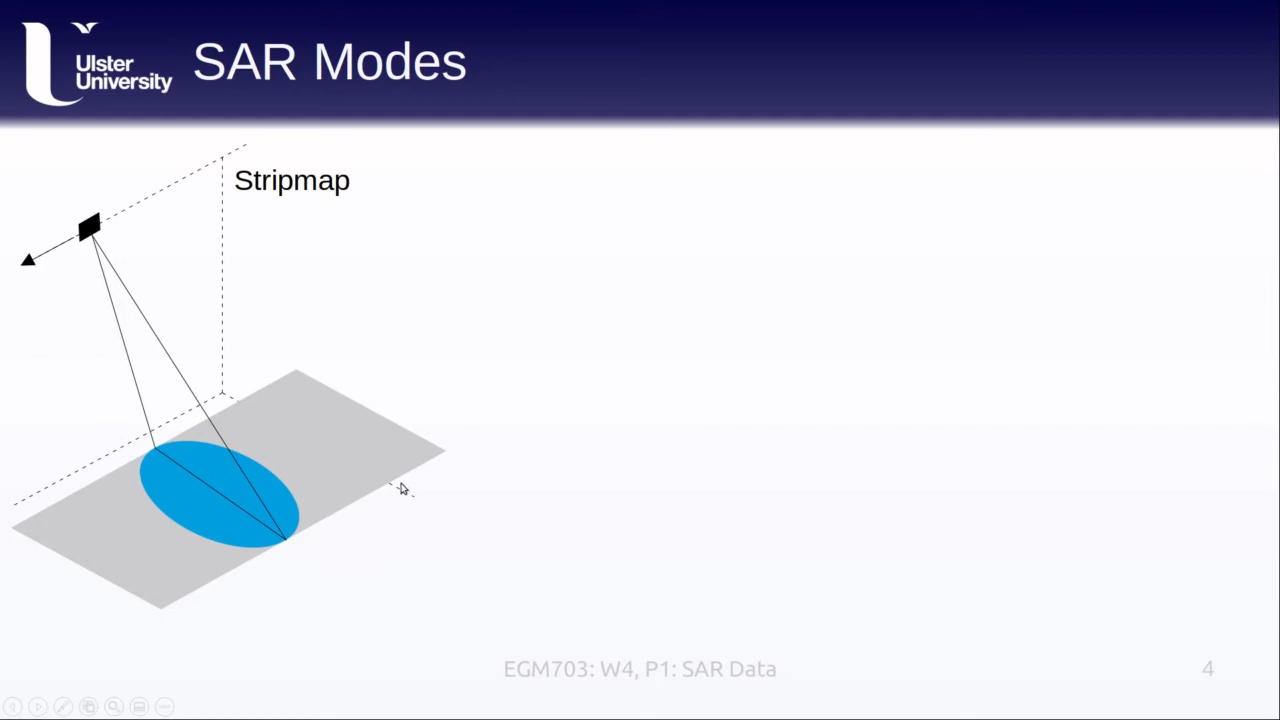 Ulster
University
SAR Modes
Stripmap
EGM703: W4, P1: SAR Data
4